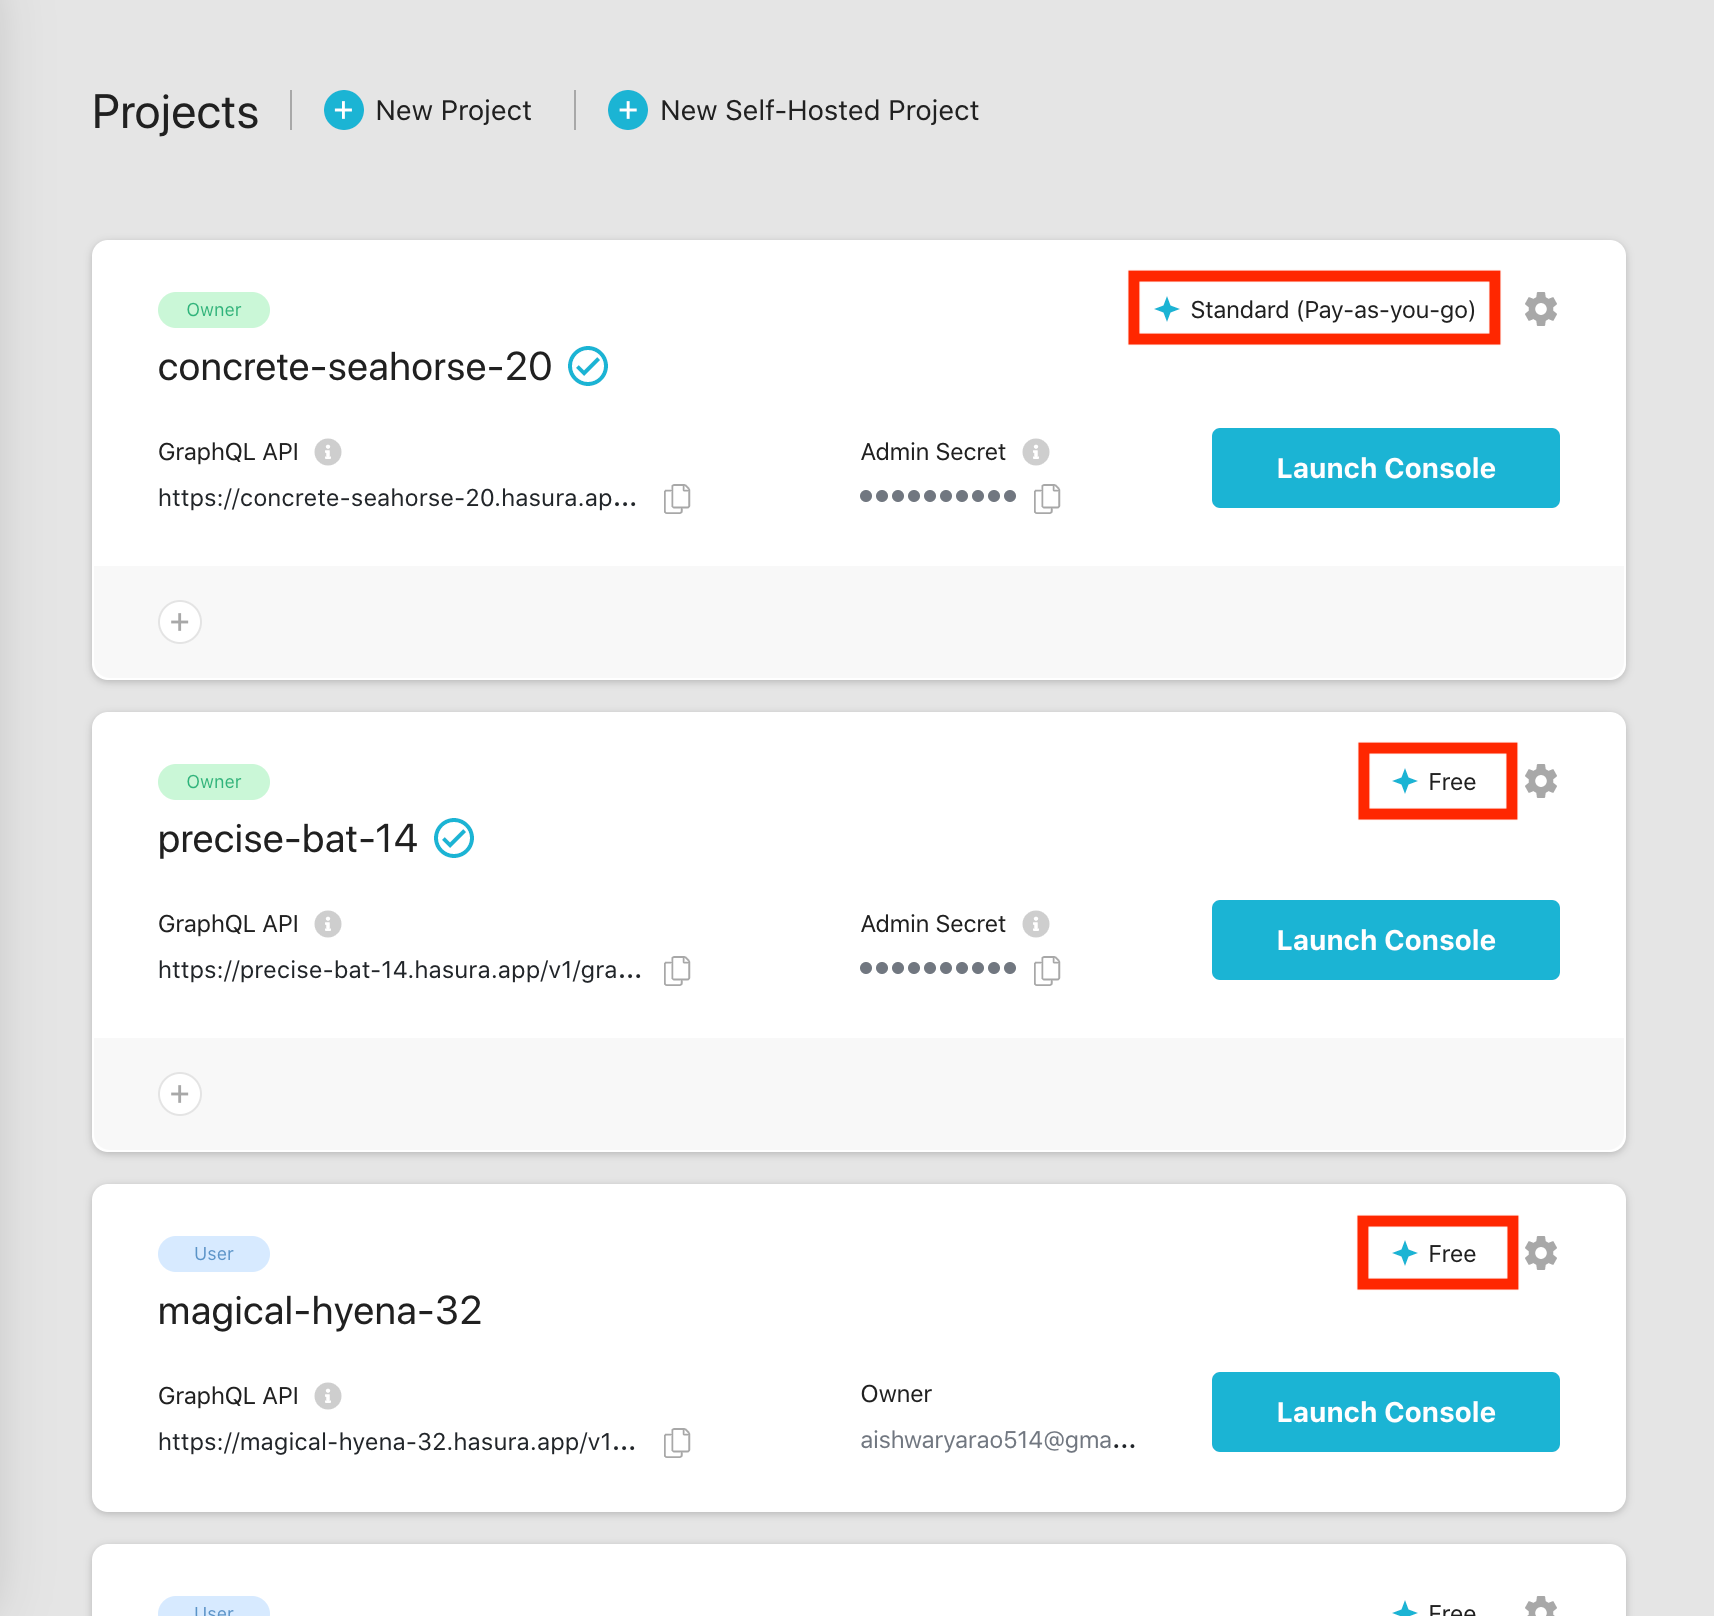 Projects
New Project
New Self-Hosted Project
Owner
Standard (Pay-as-you-go)
concrete-seahorse-20
GraphQL API
Admin Secret
Launch Console
https://concrete-seahorse-20.hasura.ap...
Owner
Free
precise-bat-14
GraphQL API
Admin Secret
Launch Console
https://precise-bat-14.hasura.app/v1/gra...
User
Free
magical-hyena-32
GraphQL API
Owner
Launch Console
https://magical-hyena-32.hasura.app/v1...
aishwaryarao514@gma...
User
Free